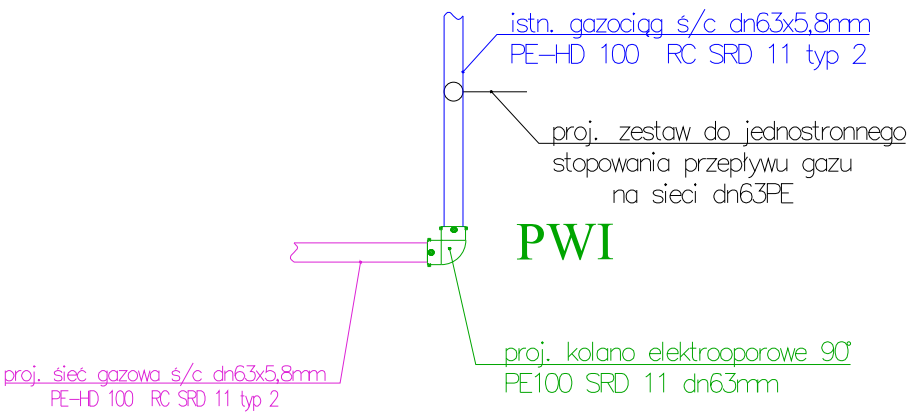 istn. gazociąg ś/c dn63x5,8mm
PE-HD 100 RC SRD 11 typ 2
proj. zestaw do jednostronnego
stopowania przepływu gazu
na sieci dn63PE
PWI
proj. kolano elektrooporowe 90°
PE100 SRD 11 dn63mm
proj. śieć gazowa ś/c dn63x5,8mm
PE-HD 100 RC SRD 11 typ 2